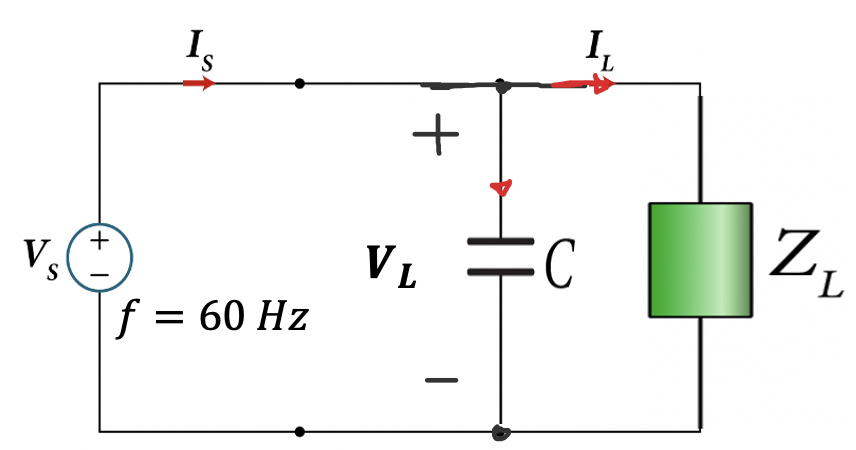 I_S
I_L
+
V_S
+
−
V_L
C
Z_L
f = 60 Hz
−